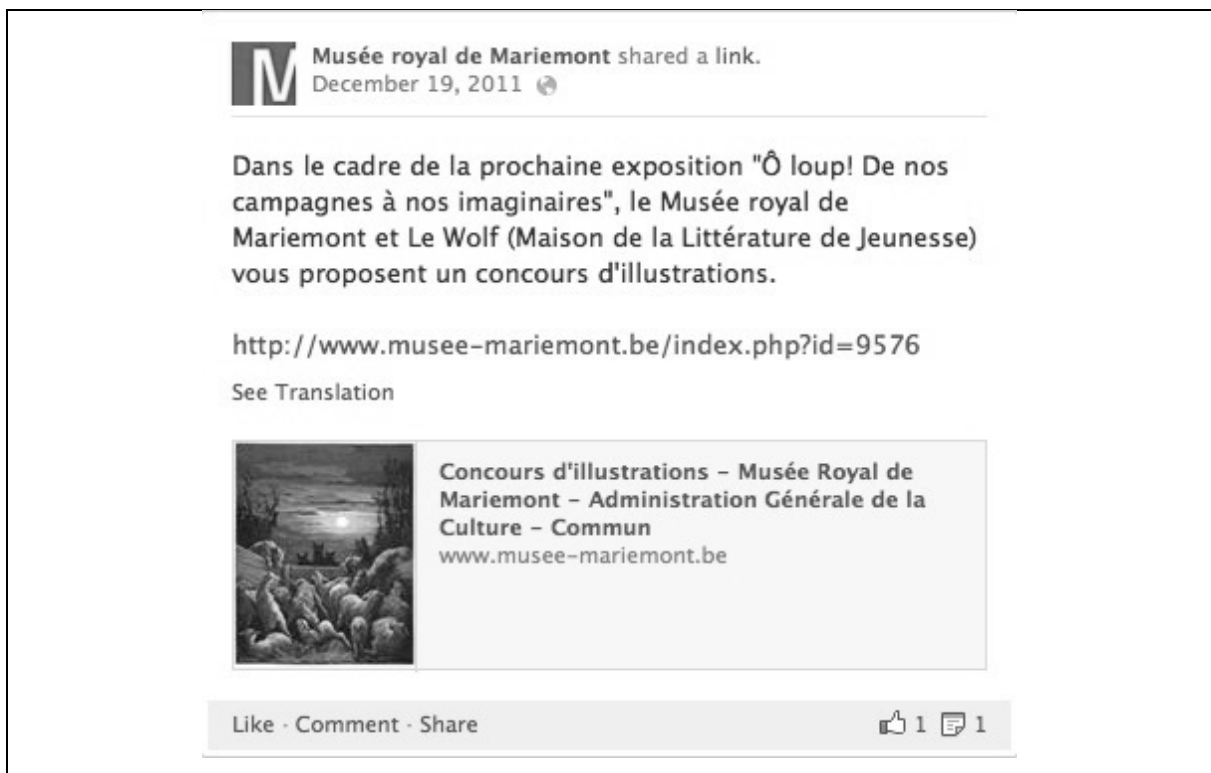 M
Musée royal de Mariemont shared a link.
December 19, 2011
Dans le cadre de la prochaine exposition "Ô loup! De nos
campagnes à nos imaginaires", le Musée royal de
Mariemont et Le Wolf (Maison de la Littérature de Jeunesse)
vous proposent un concours d'illustrations.
http://www.musee-mariemont.be/index.php?id=9576
See Translation
Concours d'illustrations – Musée Royal de
Mariemont – Administration Générale de la
Culture – Commun
www.musee-mariemont.be
Like · Comment · Share 1 1